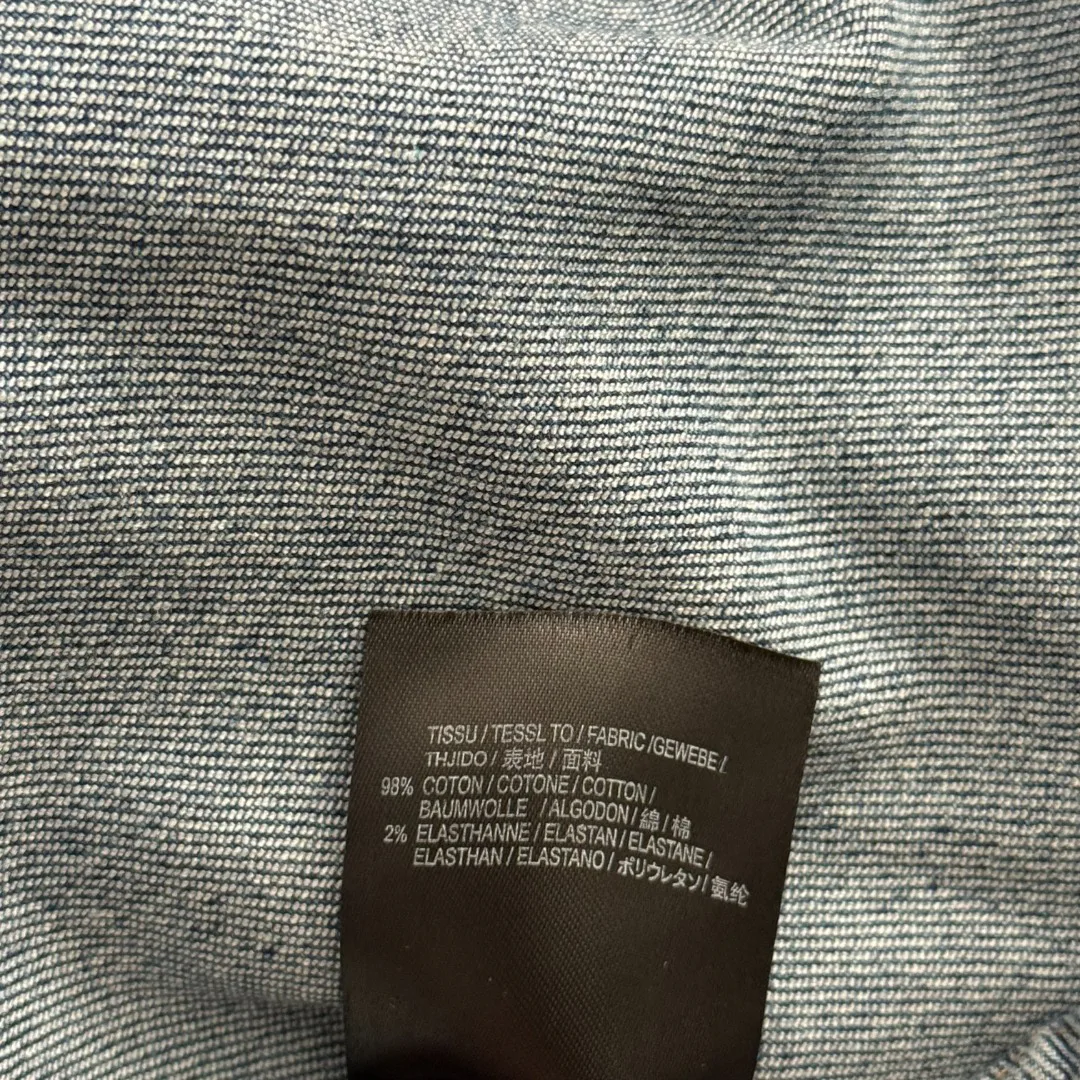 TISSU / TESSL TO / FABRIC /GEWEBE /
THJIDO / 表地 / 面料
98% COTON / COTONE / COTTON /
BAUMWOLLE / ALGODON / 綿 / 棉
2% ELASTHANNE / ELASTAN / ELASTANE /
ELASTHAN / ELASTANO / ポリウレタン / 氨纶